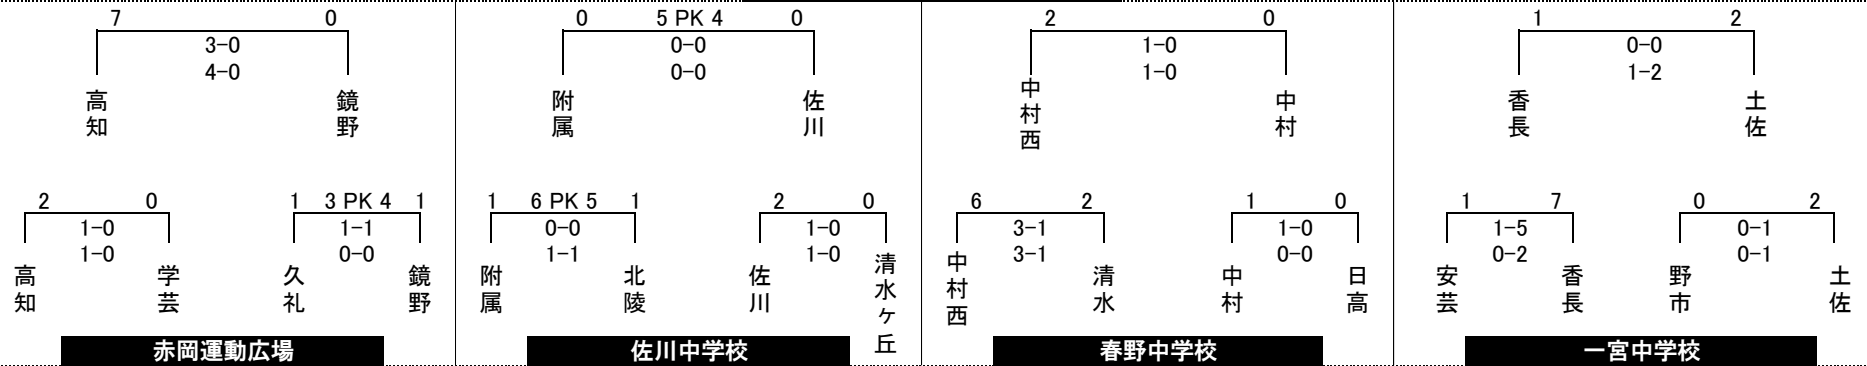 7 0 0 5 PK 4 0 2 0 1 2
3-0 0-0 1-0 0-0
4-0 0-0 1-0 1-2
高知 鏡野 附属 佐川 中村西 中村 香長 土佐
2 0 1 3 PK 4 1 1 6 PK 5 1 2 0 6 2 1 0 1 7 0 2
1-0 1-1 0-0 1-0 3-1 1-0 1-5 0-1
1-0 0-0 1-1 1-0 3-1 0-0 0-2 0-1
高知 学芸 久礼 鏡野 附属 北陵 佐川 清水ヶ丘 中村西 清水 中村 日高 安芸 香長 野市 土佐
赤岡運動広場 佐川中学校 春野中学校 一宮中学校